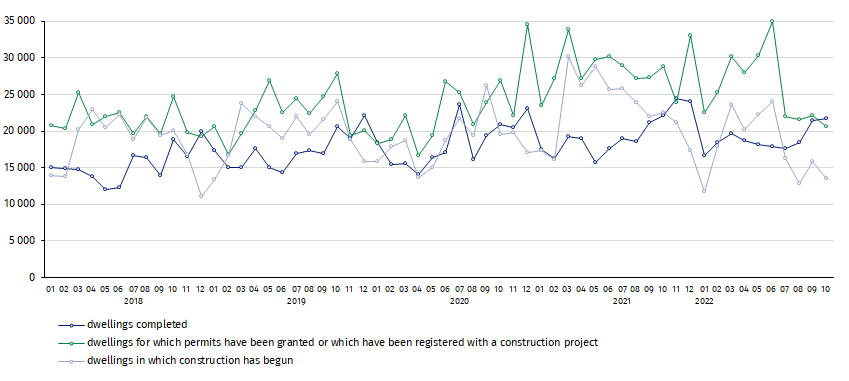 35 000
30 000
25 000
20 000
15 000
10 000
5 000
0
01 02 03 04 05 06 07 08 09 10 11 12 01 02 03 04 05 06 07 08 09 10 11 12 01 02 03 04 05 06 07 08 09 10 11 12 01 02 03 04 05 06 07 08 09 10 11 12 01 02 03 04 05 06 07 08 09 10
2018 2019 2020 2021 2022
dwellings completed
dwellings for which permits have been granted or which have been registered with a construction project
dwellings in which construction has begun